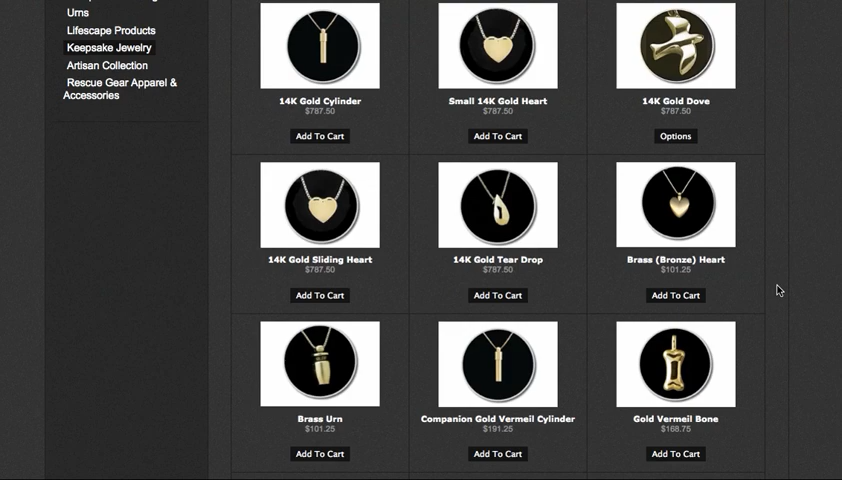 Urns
Lifescape Products
Keepsake Jewelry
Artisan Collection
Rescue Gear Apparel &
Accessories
14K Gold Cylinder
$787.50
Add To Cart
Small 14K Gold Heart
$787.50
Add To Cart
14K Gold Dove
$787.50
Options
14K Gold Sliding Heart
$787.50
Add To Cart
14K Gold Tear Drop
$787.50
Add To Cart
Brass (Bronze) Heart
$101.25
Add To Cart
Brass Urn
$101.25
Add To Cart
Companion Gold Vermeil Cylinder
$191.25
Add To Cart
Gold Vermeil Bone
$168.75
Add To Cart